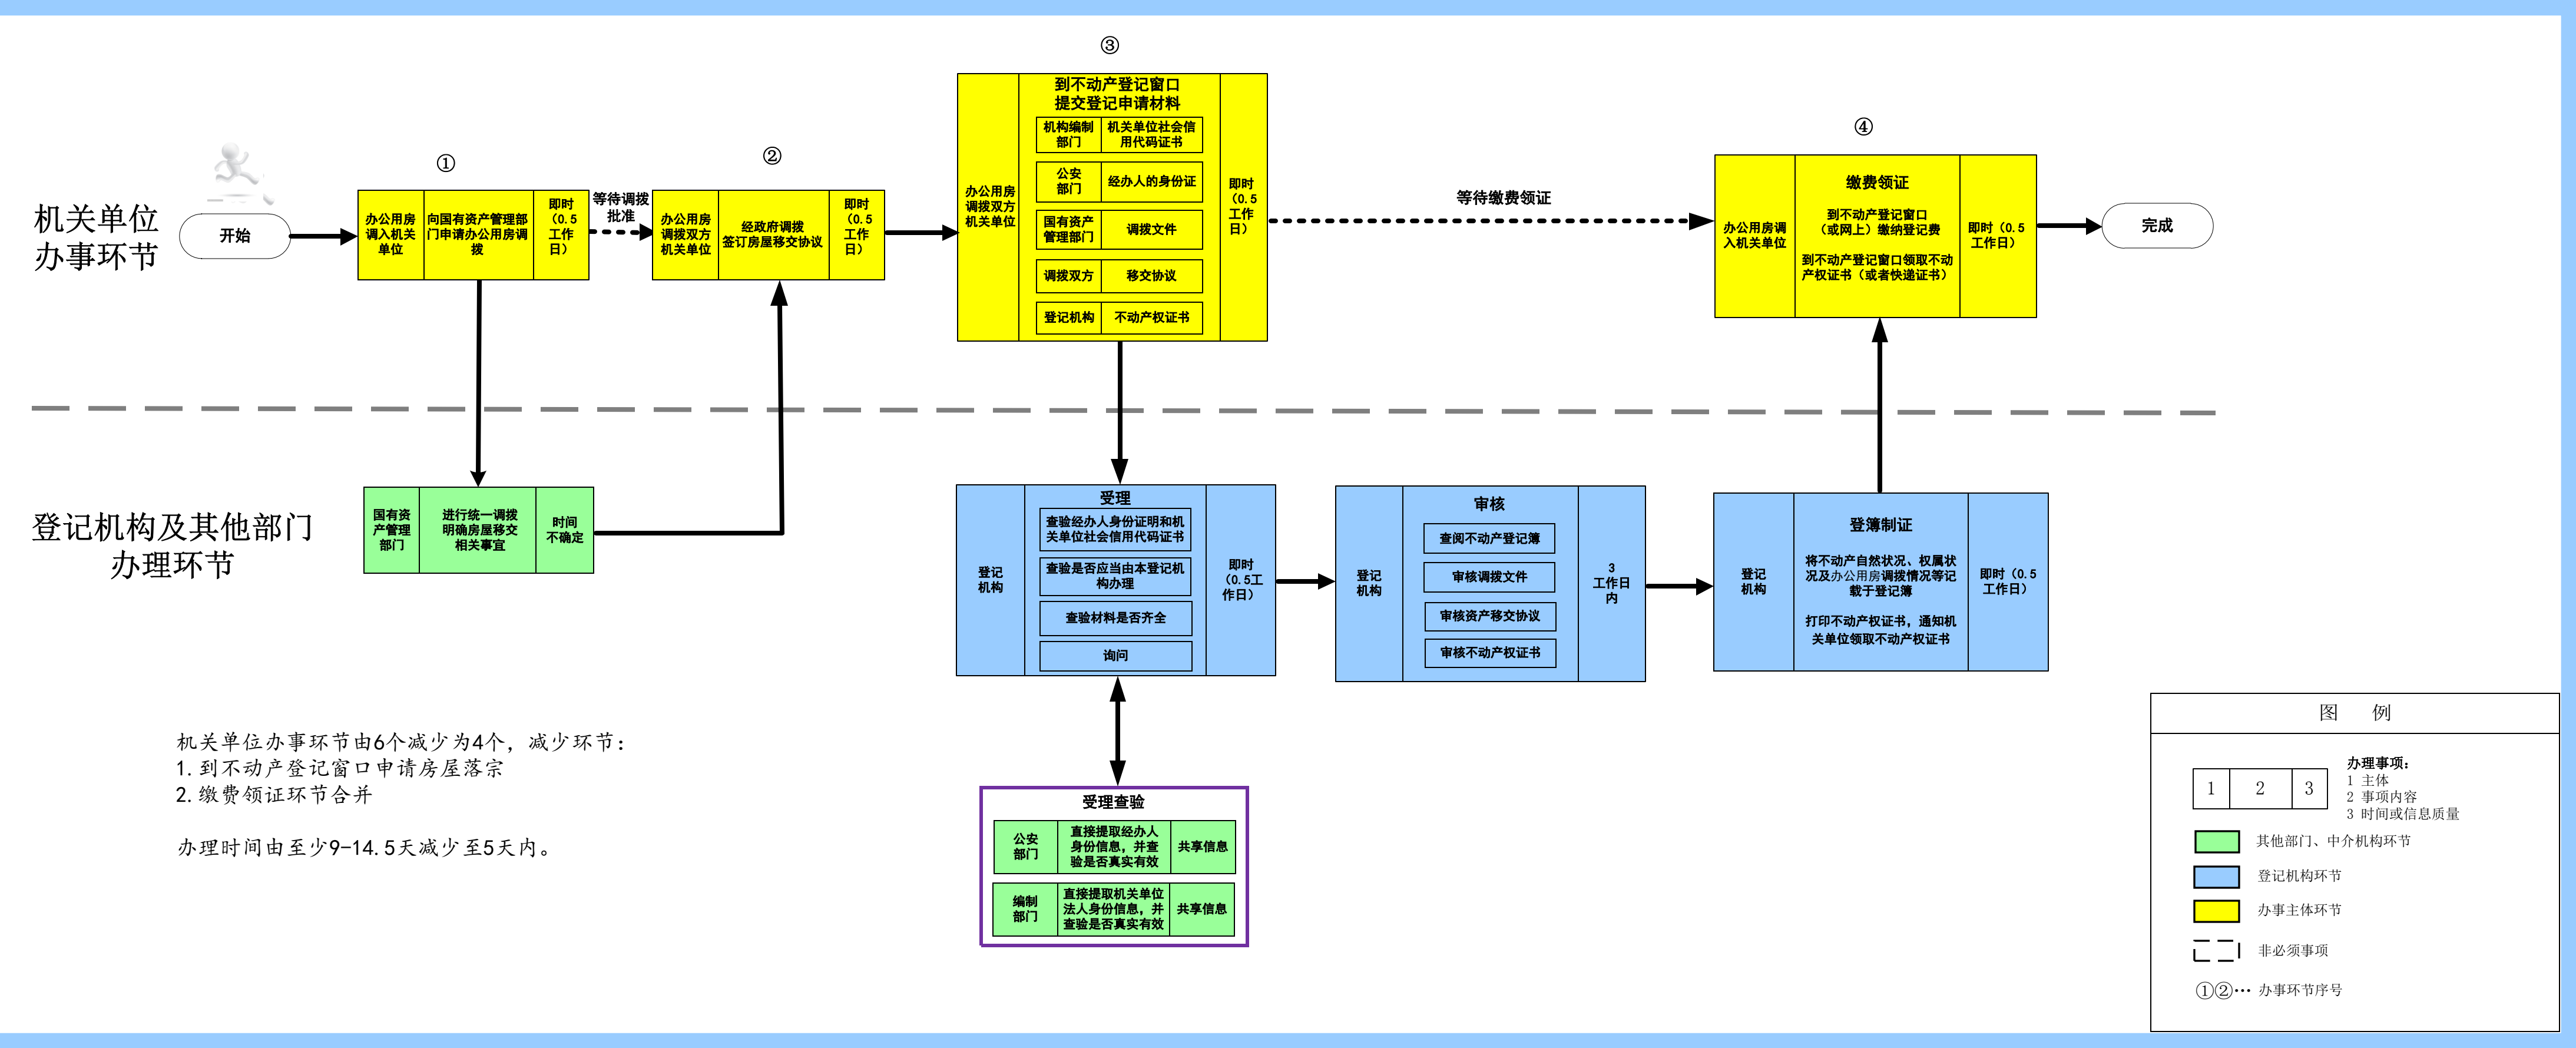 机关单位
办事环节
开始
①
办公用房
调入机关
单位
向国有资产管理部
门申请办公用房调
拨
即时
（0.5
工作
日）
等待调拨
批准
②
办公用房
调拨双方
机关单位
经政府调拨
签订房屋移交协议
即时
（0.5
工作
日）
③
办公用房
调拨双方
机关单位
到不动产登记窗口
提交登记申请材料
机构编制
部门
机关单位社会信
用代码证书
公安
部门
经办人的身份证
国有资产
管理部门
调拨文件
调拨双方
移交协议
登记机构
不动产权证书
即时
（0.5
工作
日）
等待缴费领证
④
办公用房调
入机关单位
缴费领证
到不动产登记窗口
（或网上）缴纳登记费
到不动产登记窗口领取不动
产权证书（或者快递证书）
即时（0.5
工作日）
完成
登记机构及其他部门
办理环节
国有资
产管理
部门
进行统一调拨
明确房屋移交
相关事宜
时间
不确定
登记
机构
受理
查验经办人身份证明和机
关单位社会信用代码证书
查验是否应当由本登记机
构办理
查验材料是否齐全
询问
即时
（0.5工
作日）
登记
机构
审核
查阅不动产登记簿
审核调拨文件
审核资产移交协议
审核不动产权证书
3
工作日
内
登记
机构
登簿制证
将不动产自然状况、权属状
况及办公用房调拨情况等记
载于登记簿
打印不动产权证书，通知机
关单位领取不动产权证书
即时（0.5
工作日）
受理查验
公安
部门
直接提取经办人
身份信息，并查
验是否真实有效
共享信息
编制
部门
直接提取机关单位
法人身份信息，并
查验是否真实有效
共享信息
机关单位办事环节由6个减少为4个，减少环节：
1.到不动产登记窗口申请房屋落宗
2.缴费领证环节合并
办理时间由至少9-14.5天减少至5天内。
图 例
1 2 3
办理事项：
1 主体
2 事项内容
3 时间或信息质量
其他部门、中介机构环节
登记机构环节
办事主体环节
非必须事项
①②… 办事环节序号